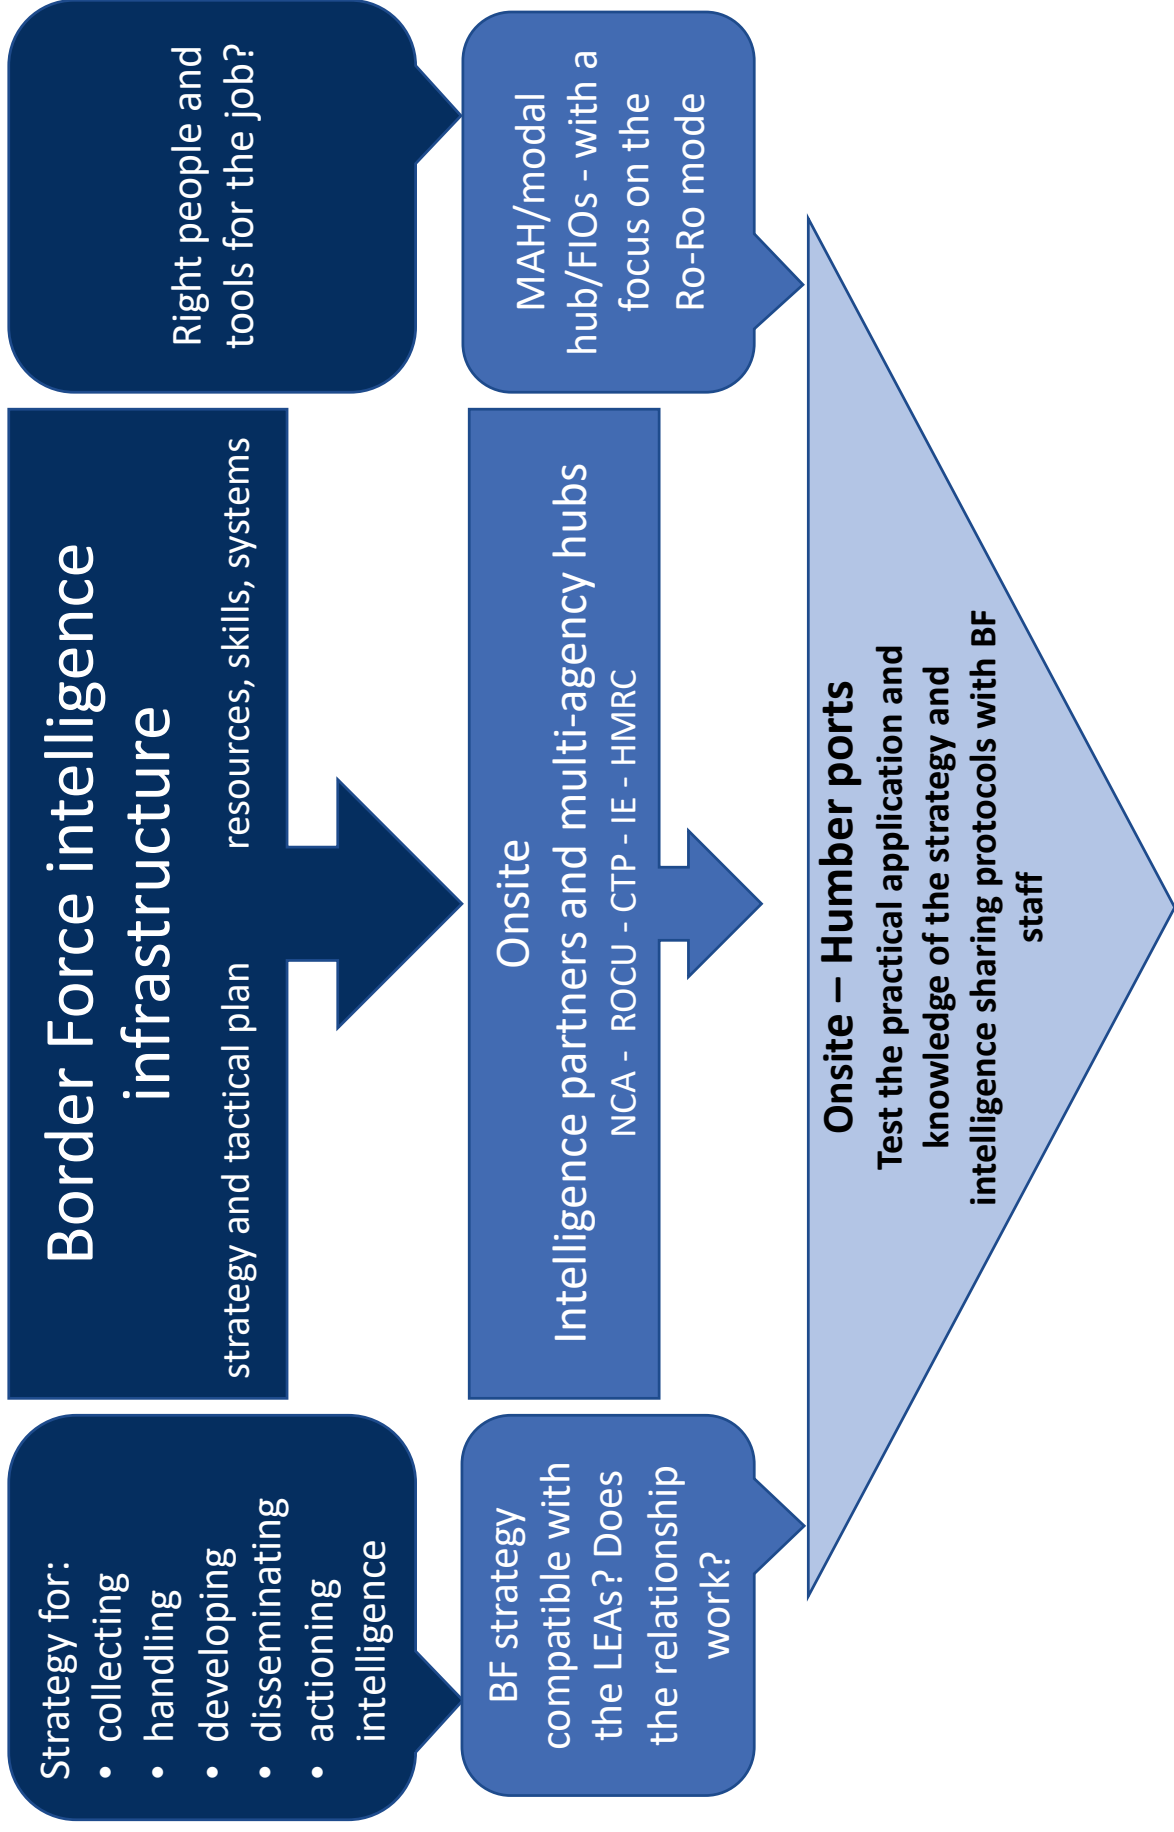 Strategy for:
• collecting
• handling
• developing
• disseminating
• actioning
intelligence
Border Force intelligence
infrastructure
strategy and tactical plan resources, skills, systems
Right people and
tools for the job?
BF strategy
compatible with
the LEAs? Does
the relationship
work?
Onsite
Intelligence partners and multi-agency hubs
NCA - ROCU - CTP - IE - HMRC
MAH/modal
hub/FIOs - with a
focus on the
Ro-Ro mode
Onsite – Humber ports
Test the practical application and
knowledge of the strategy and
intelligence sharing protocols with BF
staff